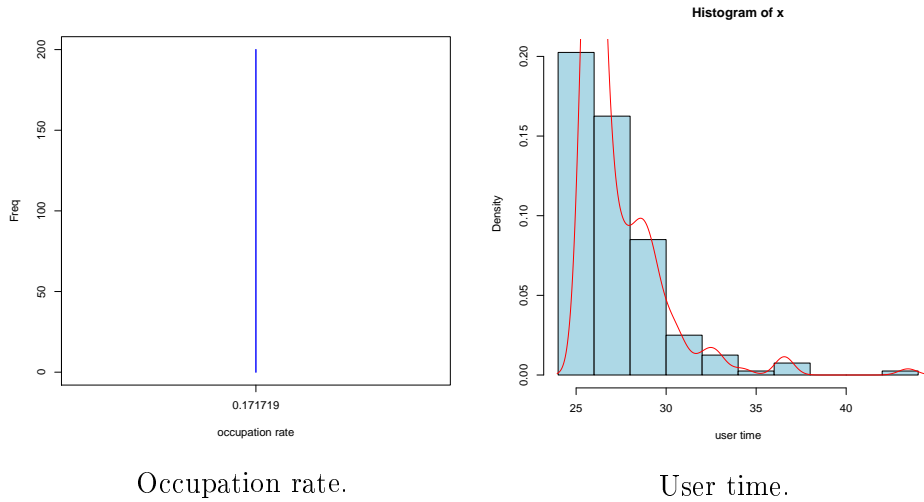 Freq
0
50
100
150
200
0.171719
occupation rate
Occupation rate.
Histogram of x
Density
0.00
0.05
0.10
0.15
0.20
25 30 35 40
user time
User time.